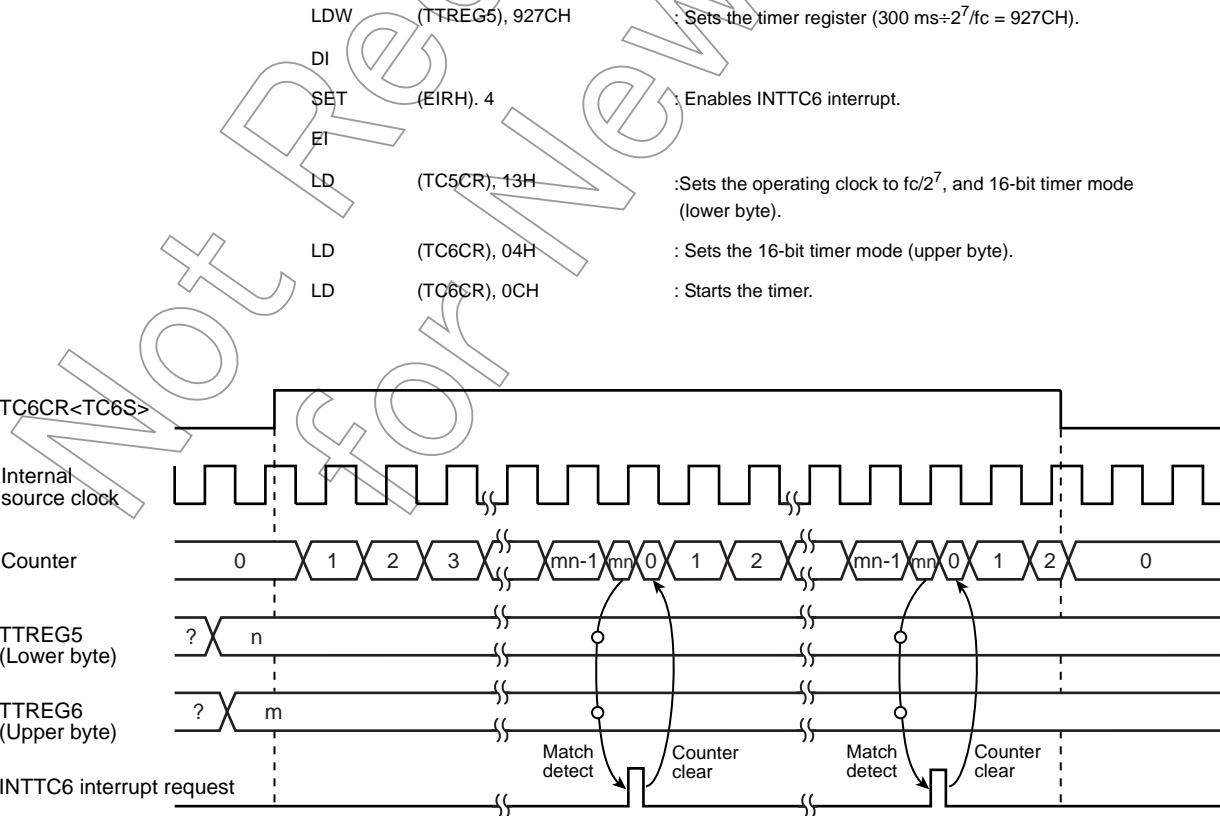 LDW (TTREG5), 927CH : Sets the timer register (300 ms÷2⁷/fc = 927CH).
DI
SET (EIRH). 4 : Enables INTTC6 interrupt.
EI
LD (TC5CR), 13H :Sets the operating clock to fc/2⁷, and 16-bit timer mode
(lower byte).
LD (TC6CR), 04H : Sets the 16-bit timer mode (upper byte).
LD (TC6CR), 0CH : Starts the timer.
TC6CR<TC6S>
Internal
source clock
Counter 0 1 2 3 mn-1 mn 0 1 2 mn-1 mn 0 1 2 0
TTREG5 ? n
(Lower byte)
TTREG6 ? m
(Upper byte)
Match Counter Match Counter
detect clear detect clear
INTTC6 interrupt request
Not Re
for New